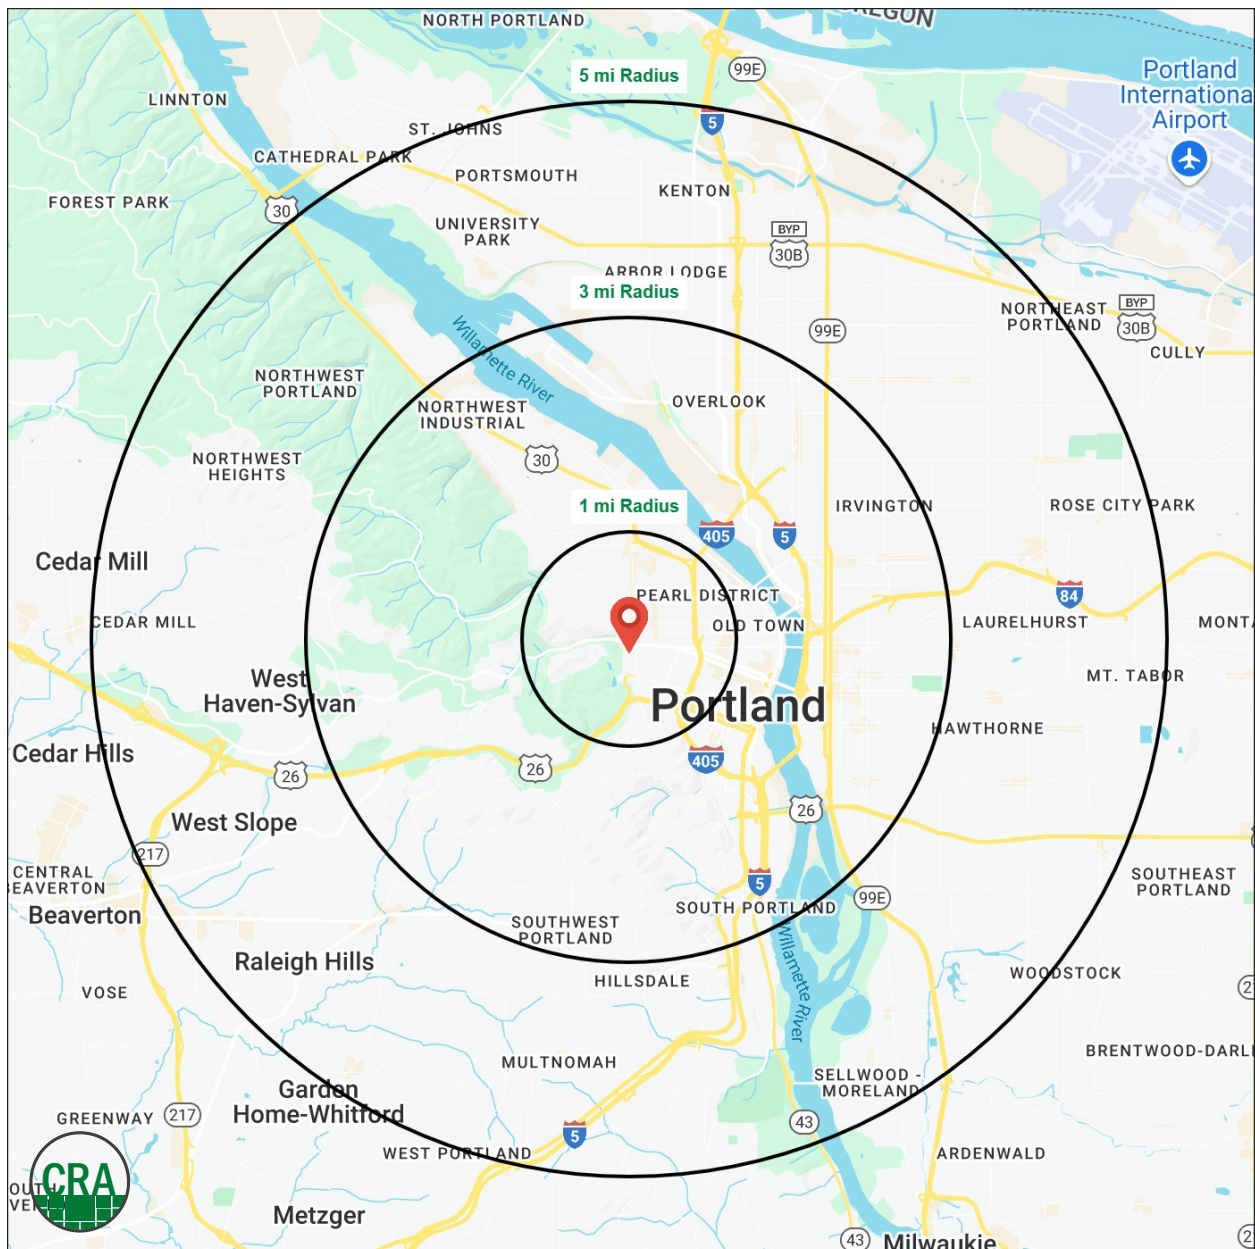 NORTH PORTLAND
OREGON
5 mi Radius
99E
Portland
Internationa
Airport
LINNTON
5
ST. JOHNS
CATHEDRAL PARK
PORTSMOUTH
KENTON
FOREST PARK
30
UNIVERSITY
PARK
BYP
30B
ARBOR LODGE
3 mi Radius
NORTHEAST
PORTLAND
BYP
30B
99E
CULLY
Willamette River
NORTHWEST
PORTLAND
OVERLOOK
NORTHWEST
INDUSTRIAL
30
NORTHWEST
HEIGHTS
1 mi Radius
IRVINGTON
ROSE CITY PARK
405
5
Cedar Mill
PEARL DISTRICT
84
CEDAR MILL
OLD TOWN
LAURELHURST
MONTA
West
Haven-Sylvan
MT. TABOR
Portland
HAWTHORNE
Cedar Hills
26
26
405
26
West Slope
217
CENTRAL
BEAVERTON
5
SOUTHEAST
PORTLAND
Beaverton
SOUTH PORTLAND
99E
SOUTHWEST
PORTLAND
Willamette River
Raleigh Hills
HILLSDALE
WOODSTOCK
VOSE
2
MULTNOMAH
BRENTWOOD-DARL
SELLWOOD -
MORELAND
Garden
Home-Whitford
GREENWAY
217
43
5
WEST PORTLAND
ARDENWALD
CRA
Metzger
43
Milwaukie
2